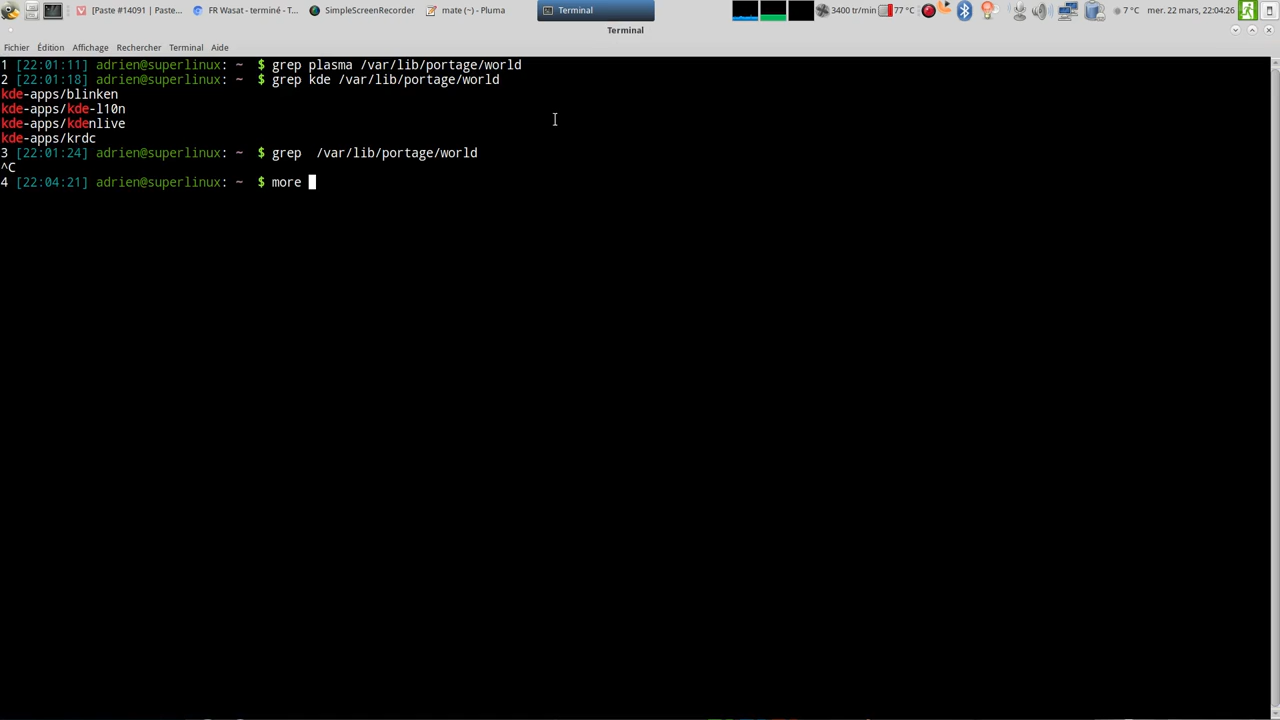 [Paste #14091 | Paste... FR Wasat - terminé - T... SimpleScreenRecorder mate (~) - Pluma Terminal 3400 tr/min 77 °C 7 °C mer. 22 mars, 22:04:26
Terminal
Fichier Édition Affichage Rechercher Terminal Aide
1 [22:01:11] adrien@superlinux: ~ $ grep plasma /var/lib/portage/world
2 [22:01:18] adrien@superlinux: ~ $ grep kde /var/lib/portage/world
kde-apps/blinken
kde-apps/kde-l10n
kde-apps/kdenlive
kde-apps/krdc
3 [22:01:24] adrien@superlinux: ~ $ grep  /var/lib/portage/world
^C
4 [22:04:21] adrien@superlinux: ~ $ more